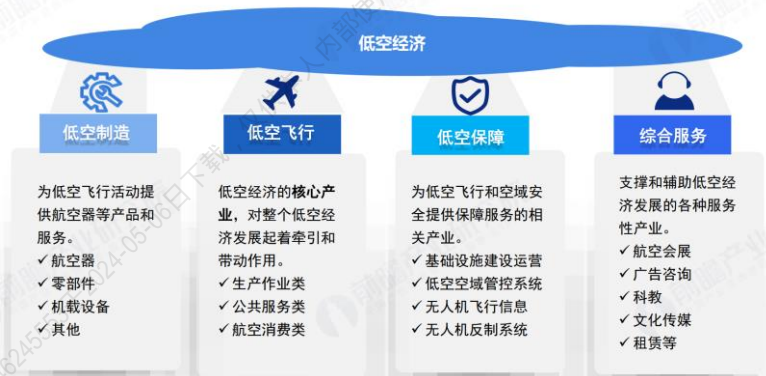 低空经济
低空制造
为低空飞行活动提
供航空器等产品和
服务。
✓航空器
✓零部件
✓机载设备
✓其他
低空飞行
低空经济的核心产
业，对整个低空经
济发展起着牵引和
带动作用。
✓生产作业类
✓公共服务类
✓航空消费类
低空保障
为低空飞行和空域安
全提供保障服务的相
关产业。
✓基础设施建设运营
✓低空空域管控系统
✓无人机飞行信息
✓无人机反制系统
综合服务
支撑和辅助低空经
济发展的各种服务
性产业。
✓航空会展
✓广告咨询
✓科教
✓文化传媒
✓租赁等